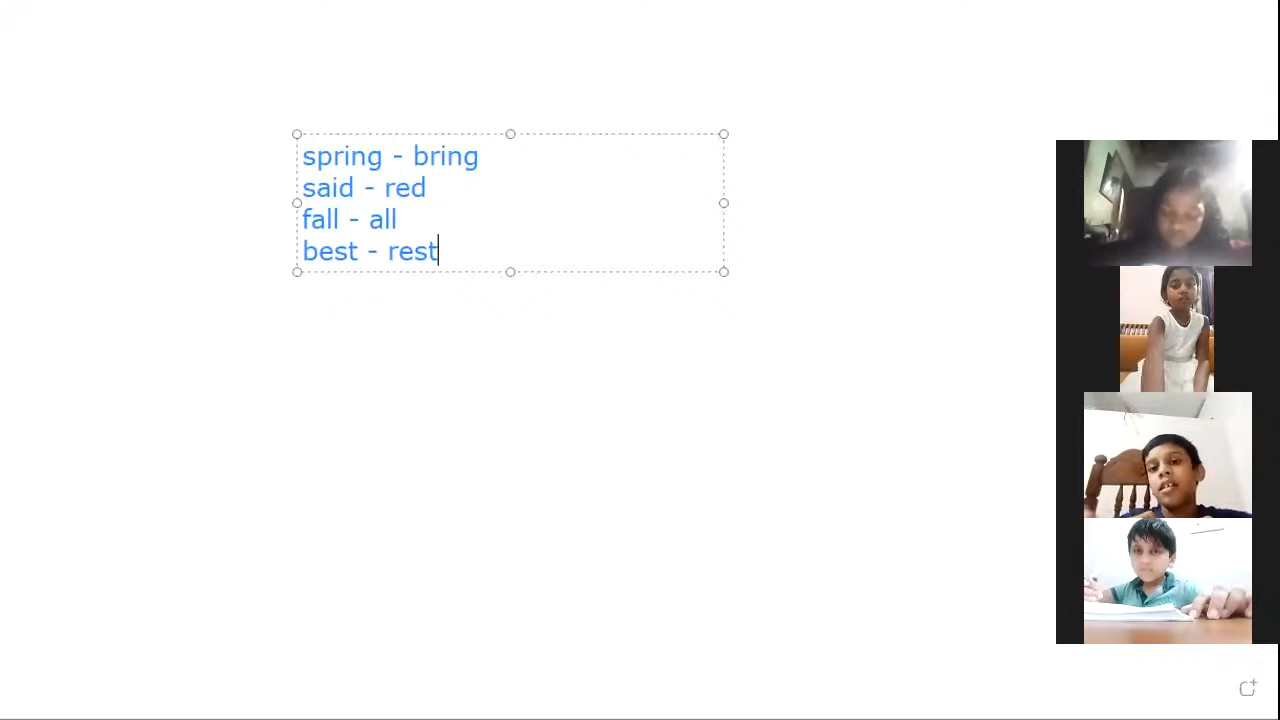 spring - bring
said - red
fall - all
best - rest